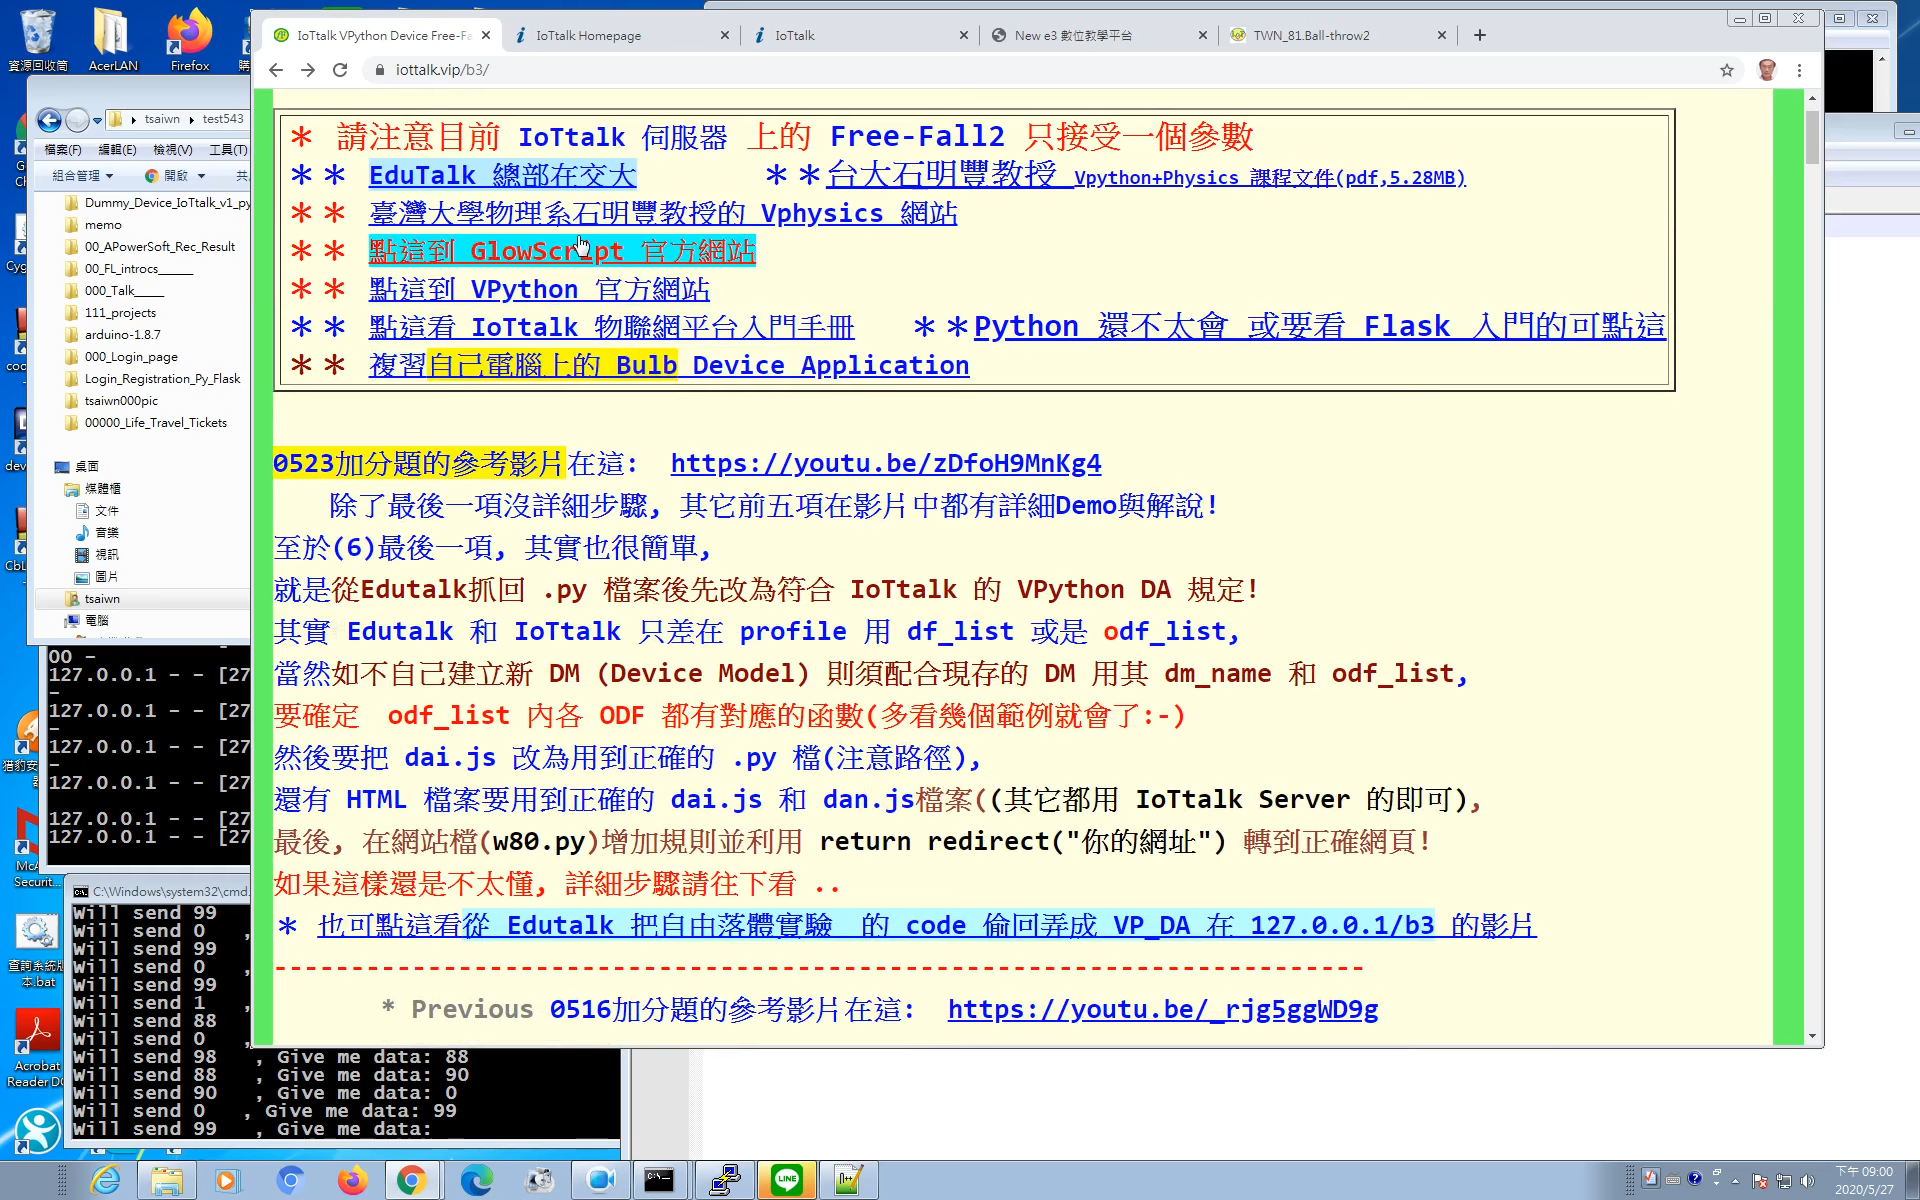 資源回收筒
AcerLAN
Firefox
IoTtalk VPython Device Free-Fa
IoTtalk Homepage
IoTtalk
New e3 數位教學平台
TWN_81.Ball-throw2
iottalk.vip/b3/
tsaiwn
test543
檔案(F) 編輯(E) 檢視(V) 工具(T)
組合管理 開啟 共
Dummy_Device_IoTtalk_v1_py
memo
00_APowerSoft_Rec_Result
00_FL_introcs______
000_Talk_____
111_projects
arduino-1.8.7
000_Login_page
Login_Registration_Py_Flask
tsaiwn000pic
00000_Life_Travel_Tickets
桌面
媒體櫃
文件
音樂
視訊
圖片
tsaiwn
電腦
* 請注意目前 IoTtalk 伺服器 上的 Free-Fall2 只接受一個參數
** EduTalk 總部在交大 **台大石明豐教授 Vpython+Physics 課程文件(pdf,5.28MB)
** 臺灣大學物理系石明豐教授的 Vphysics 網站
** 點這到 GlowScript 官方網站
** 點這到 VPython 官方網站
** 點這看 IoTtalk 物聯網平台入門手冊 **Python 還不太會 或要看 Flask 入門的可點這
** 複習自己電腦上的 Bulb Device Application
0523加分題的參考影片在這: https://youtu.be/zDfoH9MnKg4
除了最後一項沒詳細步驟, 其它前五項在影片中都有詳細Demo與解說!
至於(6)最後一項, 其實也很簡單,
就是從Edutalk抓回 .py 檔案後先改為符合 IoTtalk 的 VPython DA 規定!
其實 Edutalk 和 IoTtalk 只差在 profile 用 df_list 或是 odf_list,
當然如不自己建立新 DM (Device Model) 則須配合現存的 DM 用其 dm_name 和 odf_list,
要確定 odf_list 內各 ODF 都有對應的函數(多看幾個範例就會了:-)
然後要把 dai.js 改為用到正確的 .py 檔(注意路徑),
還有 HTML 檔案要用到正確的 dai.js 和 dan.js檔案((其它都用 IoTtalk Server 的即可),
最後, 在網站檔(w80.py)增加規則並利用 return redirect("你的網址") 轉到正確網頁!
如果這樣還是不太懂, 詳細步驟請往下看 ..
* 也可點這看從 Edutalk 把自由落體實驗 的 code 偷回弄成 VP_DA 在 127.0.0.1/b3 的影片
--------------------------------------------------------------------
* Previous 0516加分題的參考影片在這: https://youtu.be/_rjg5ggWD9g
00 -
127.0.0.1 - - [27
-
127.0.0.1 - - [27
-
127.0.0.1 - - [27
-
127.0.0.1 - - [27
127.0.0.1 - - [27
127.0.0.1 - - [27
C:\Windows\system32\cmd.
Will send 99
Will send 0 ,
Will send 99
Will send 0
Will send 99
Will send 1 ,
Will send 88
Will send 0 ,
Will send 98 , Give me data: 88
Will send 88 , Give me data: 90
Will send 90 , Give me data: 0
Will send 0 , Give me data: 99
Will send 99 , Give me data:
Securit...
查詢系統版
本.bat
Acrobat
Reader DC
LINE
下午 09:00
2020/5/27